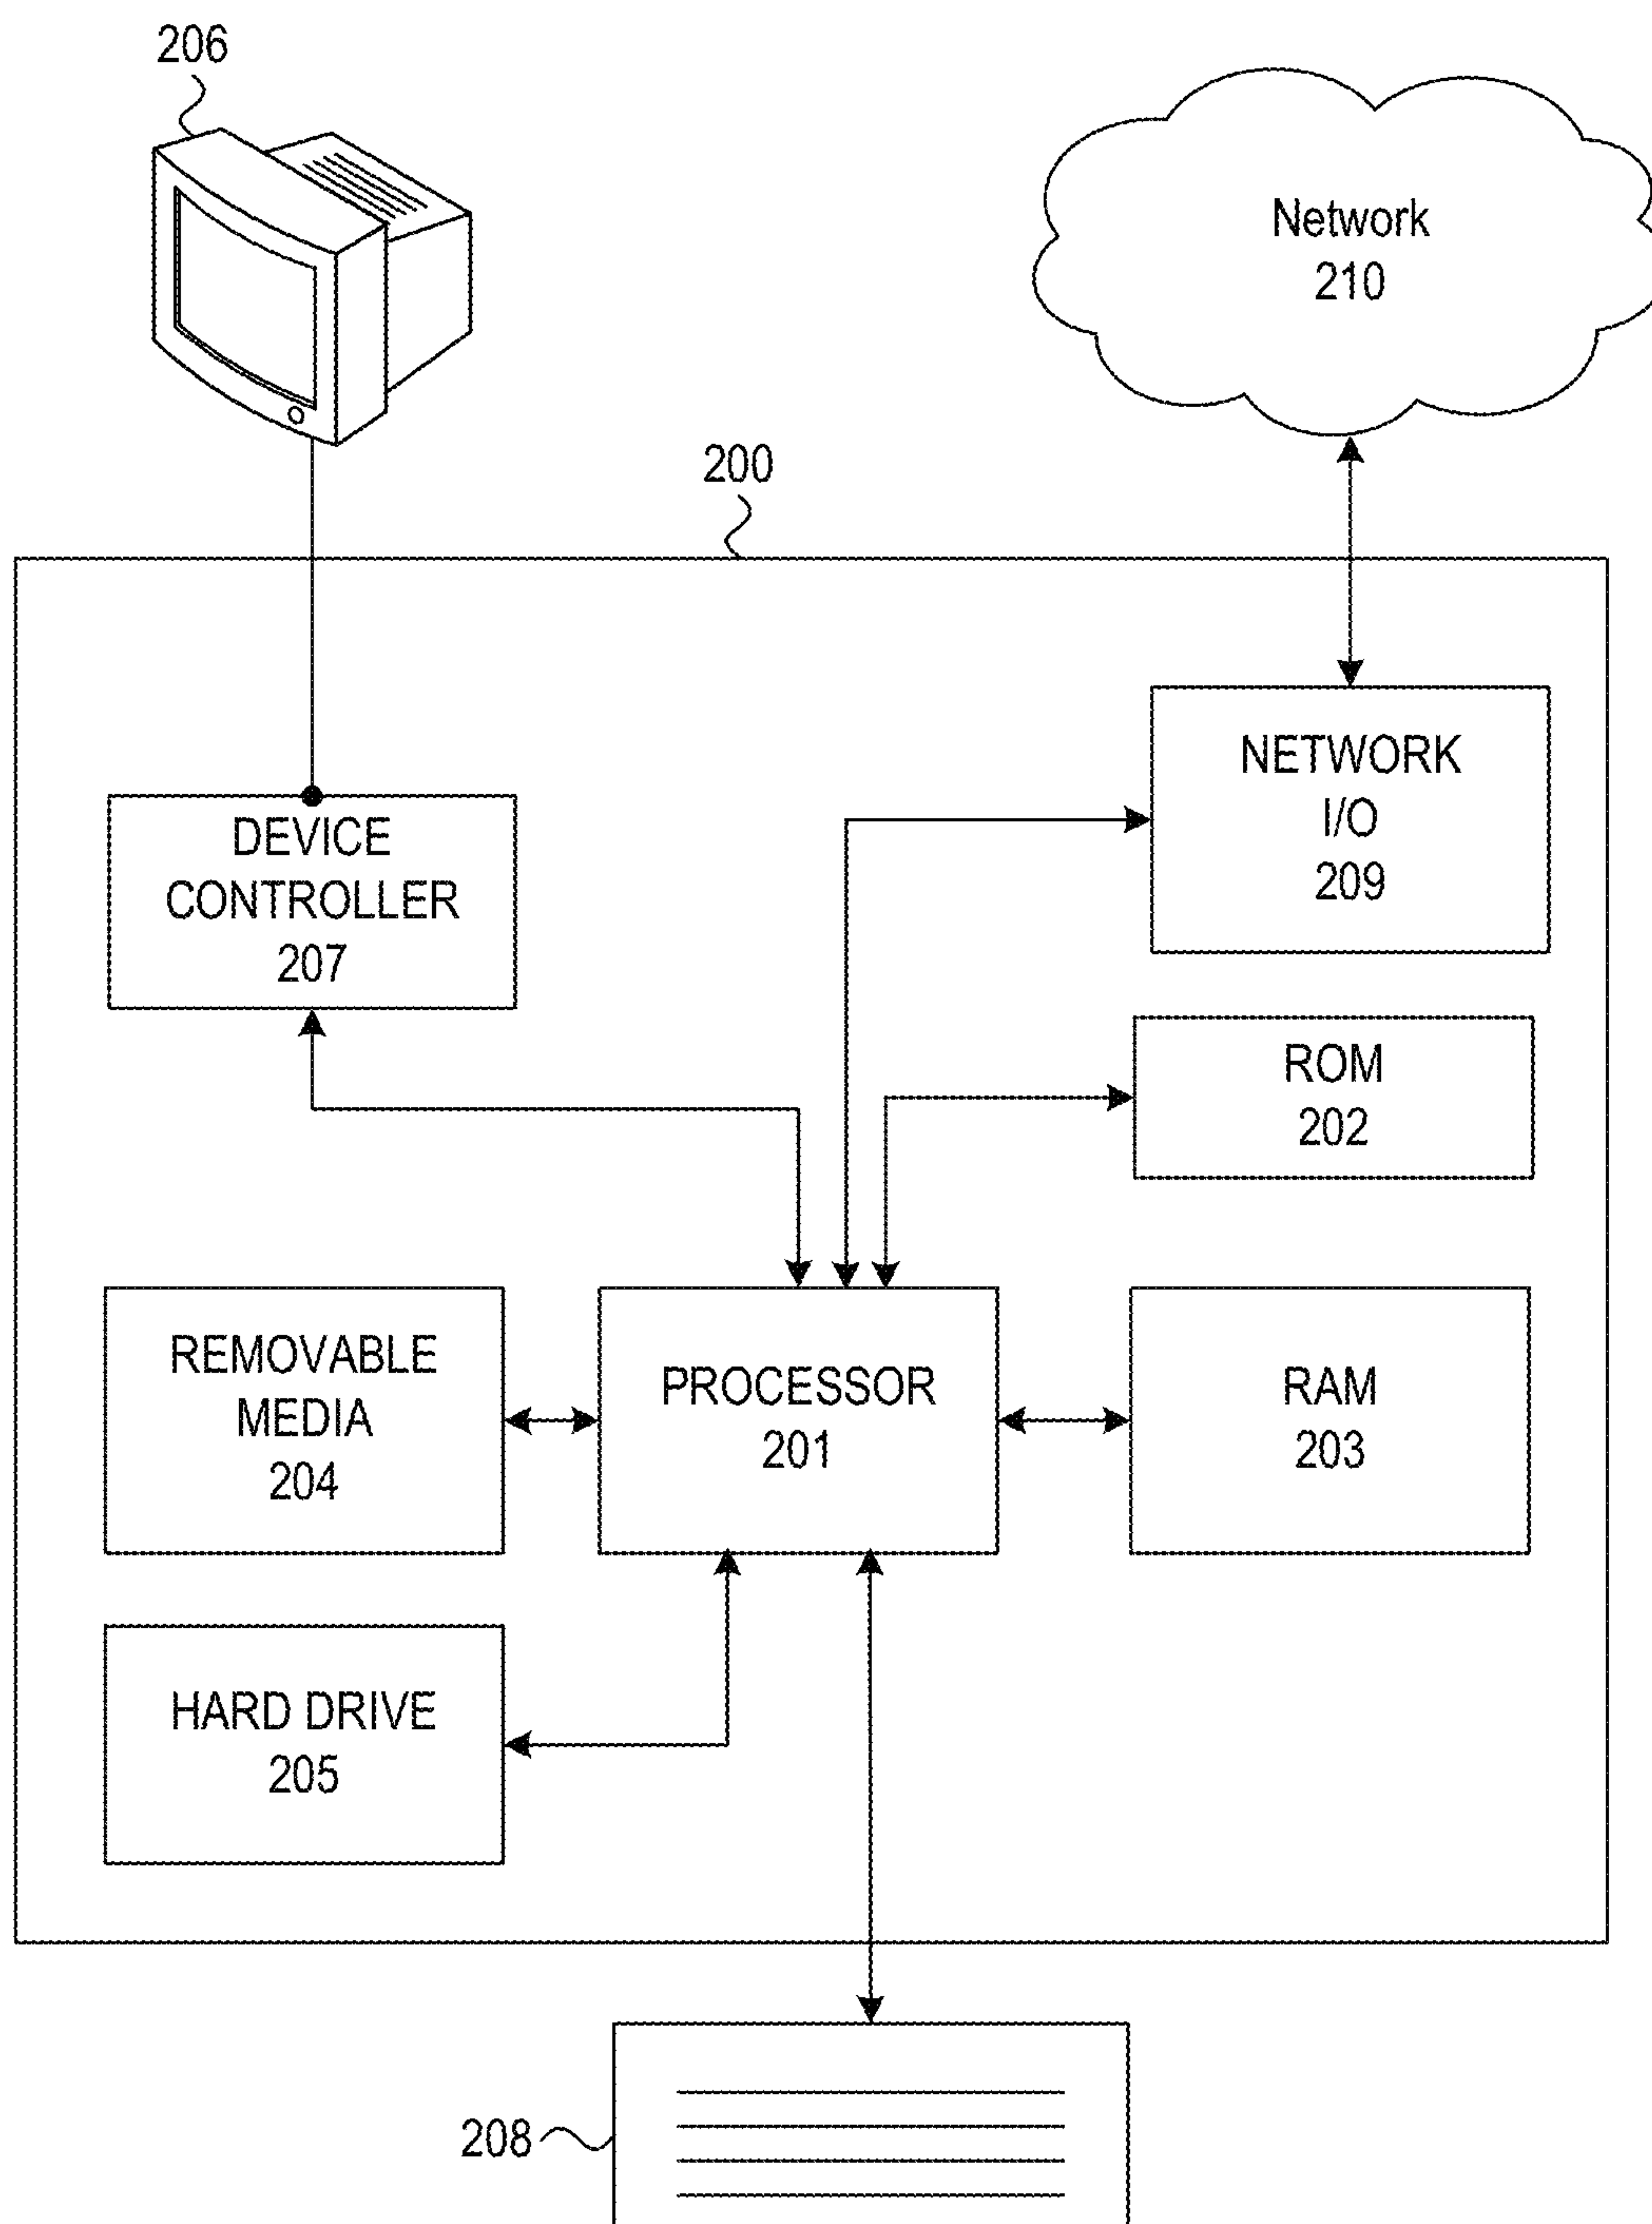 206
Network
210
200
NETWORK
I/O
209
DEVICE
CONTROLLER
207
ROM
202
REMOVABLE
MEDIA
204
PROCESSOR
201
RAM
203
HARD DRIVE
205
208